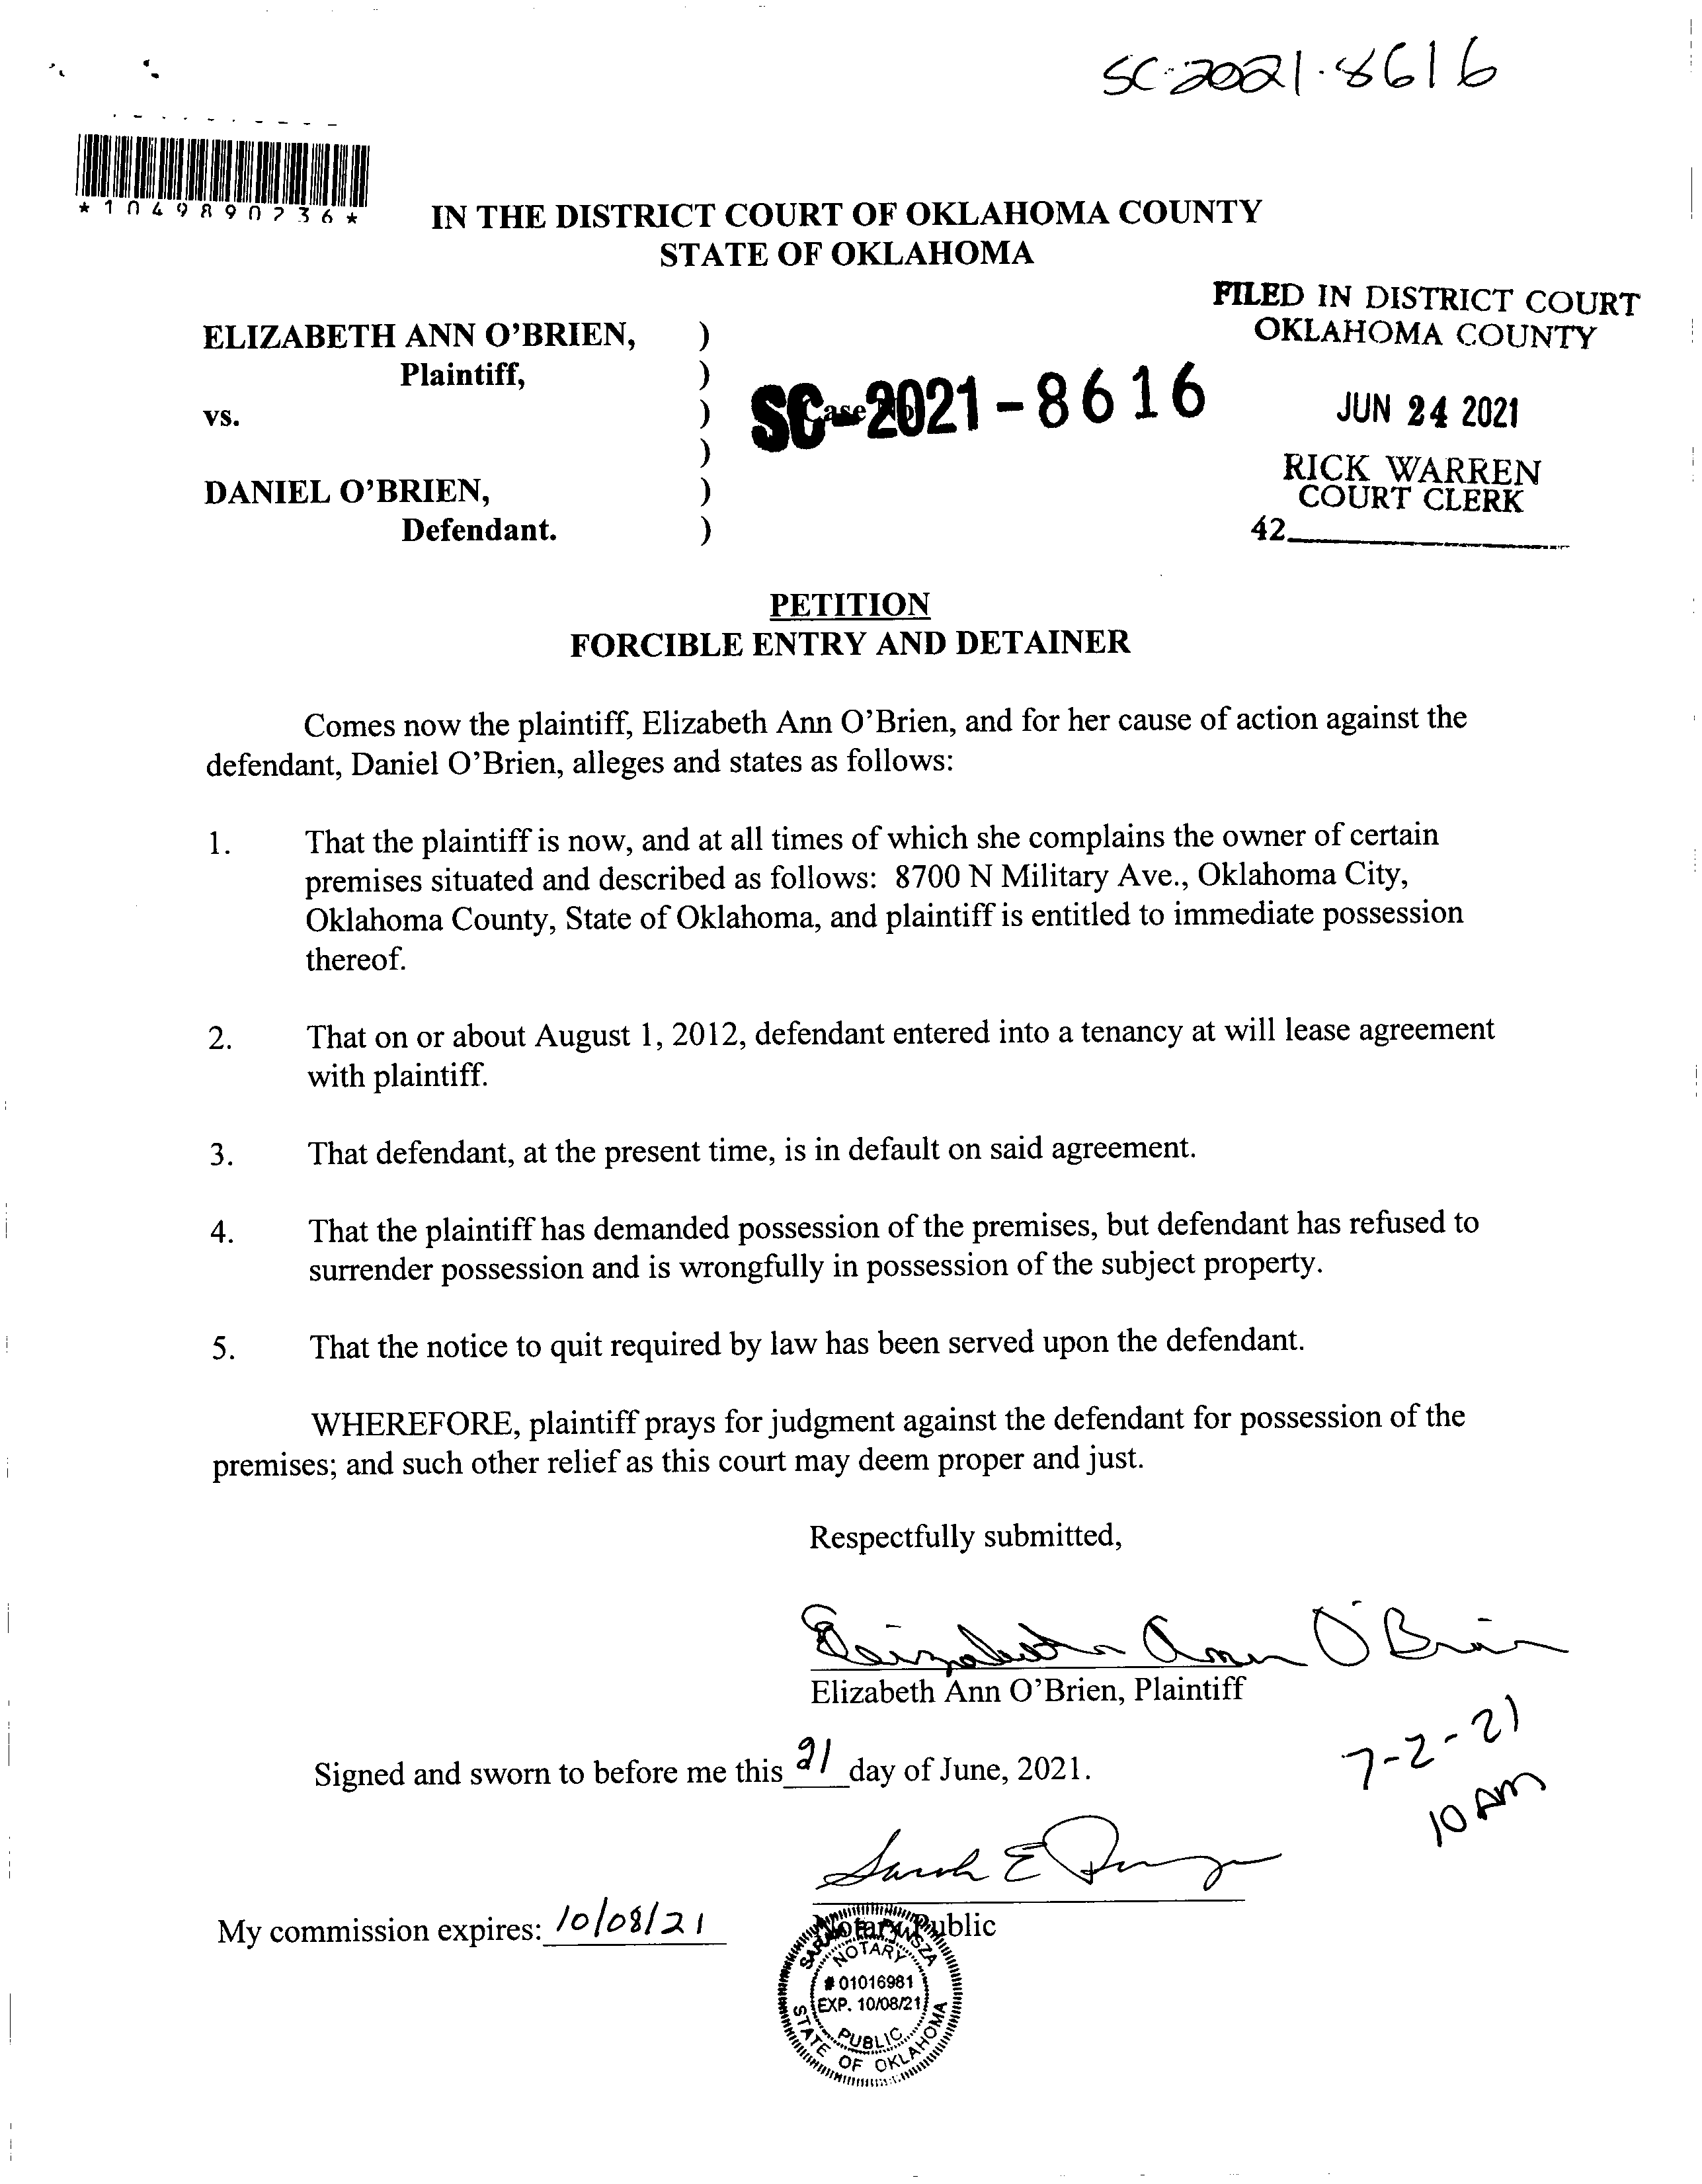 SC-2021-8616
*1049890736*
IN THE DISTRICT COURT OF OKLAHOMA COUNTY
STATE OF OKLAHOMA
FILED IN DISTRICT COURT
OKLAHOMA COUNTY
JUN 24 2021
RICK WARREN
COURT CLERK
42
ELIZABETH ANN O'BRIEN, )
Plaintiff, )
vs. ) Case No. SC-2021-8616
)
DANIEL O'BRIEN, )
Defendant. )
PETITION
FORCIBLE ENTRY AND DETAINER
Comes now the plaintiff, Elizabeth Ann O'Brien, and for her cause of action against the
defendant, Daniel O'Brien, alleges and states as follows:
1. That the plaintiff is now, and at all times of which she complains the owner of certain
premises situated and described as follows: 8700 N Military Ave., Oklahoma City,
Oklahoma County, State of Oklahoma, and plaintiff is entitled to immediate possession
thereof.
2. That on or about August 1, 2012, defendant entered into a tenancy at will lease agreement
with plaintiff.
3. That defendant, at the present time, is in default on said agreement.
4. That the plaintiff has demanded possession of the premises, but defendant has refused to
surrender possession and is wrongfully in possession of the subject property.
5. That the notice to quit required by law has been served upon the defendant.
WHEREFORE, plaintiff prays for judgment against the defendant for possession of the
premises; and such other relief as this court may deem proper and just.
Respectfully submitted,
Elizabeth Ann O'Brien
Elizabeth Ann O'Brien, Plaintiff
7-2-21
10 AM
Signed and sworn to before me this 21 day of June, 2021.
Sarah E
My commission expires: 10/08/21
Notary Public
NOTARY
# 01016981
EXP. 10/08/21
PUBLIC
STATE OF OKLAHOMA